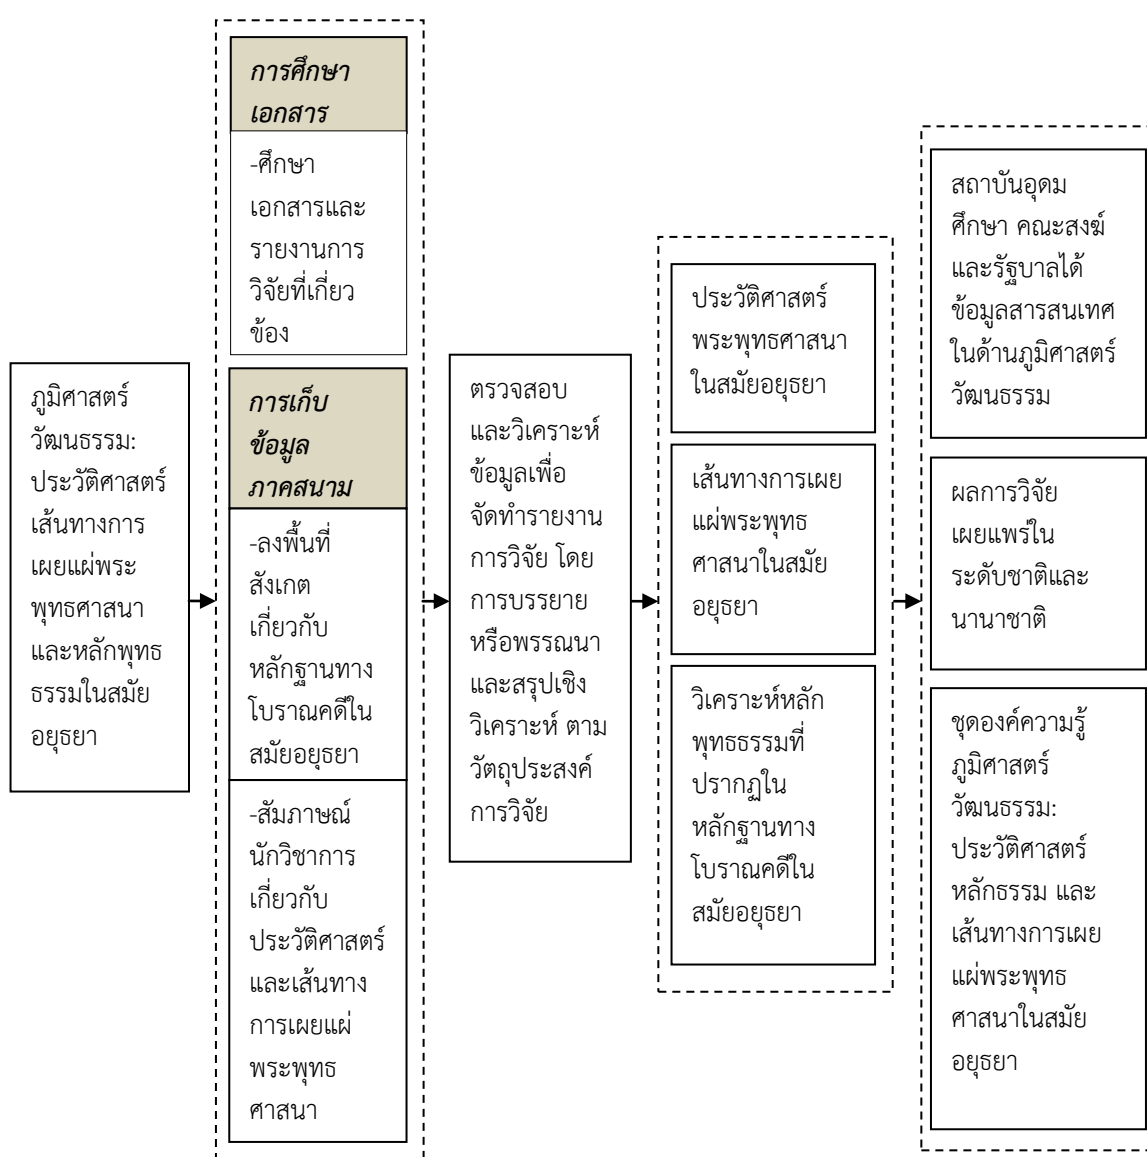 ภูมิศาสตร์
วัฒนธรรม:
ประวัติศาสตร์
เส้นทางการ
เผยแผ่พระ
พุทธศาสนา
และหลักพุทธ
ธรรมในสมัย
อยุธยา
การศึกษา
เอกสาร
-ศึกษา
เอกสารและ
รายงานการ
วิจัยที่เกี่ยว
ข้อง
การเก็บ
ข้อมูล
ภาคสนาม
-ลงพื้นที่
สังเกต
เกี่ยวกับ
หลักฐานทาง
โบราณคดีใน
สมัยอยุธยา
-สัมภาษณ์
นักวิชาการ
เกี่ยวกับ
ประวัติศาสตร์
และเส้นทาง
การเผยแผ่
พระพุทธ
ศาสนา
ตรวจสอบ
และวิเคราะห์
ข้อมูลเพื่อ
จัดทำรายงาน
การวิจัย โดย
การบรรยาย
หรือพรรณนา
และสรุปเชิง
วิเคราะห์ ตาม
วัตถุประสงค์
การวิจัย
ประวัติศาสตร์
พระพุทธศาสนา
ในสมัยอยุธยา
เส้นทางการเผย
แผ่พระพุทธ
ศาสนาในสมัย
อยุธยา
วิเคราะห์หลัก
พุทธธรรมที่
ปรากฏใน
หลักฐานทาง
โบราณคดีใน
สมัยอยุธยา
สถาบันอุดม
ศึกษา คณะสงฆ์
และรัฐบาลได้
ข้อมูลสารสนเทศ
ในด้านภูมิศาสตร์
วัฒนธรรม
ผลการวิจัย
เผยแพร่ใน
ระดับชาติและ
นานาชาติ
ชุดองค์ความรู้
ภูมิศาสตร์
วัฒนธรรม:
ประวัติศาสตร์
หลักธรรม และ
เส้นทางการเผย
แผ่พระพุทธ
ศาสนาในสมัย
อยุธยา